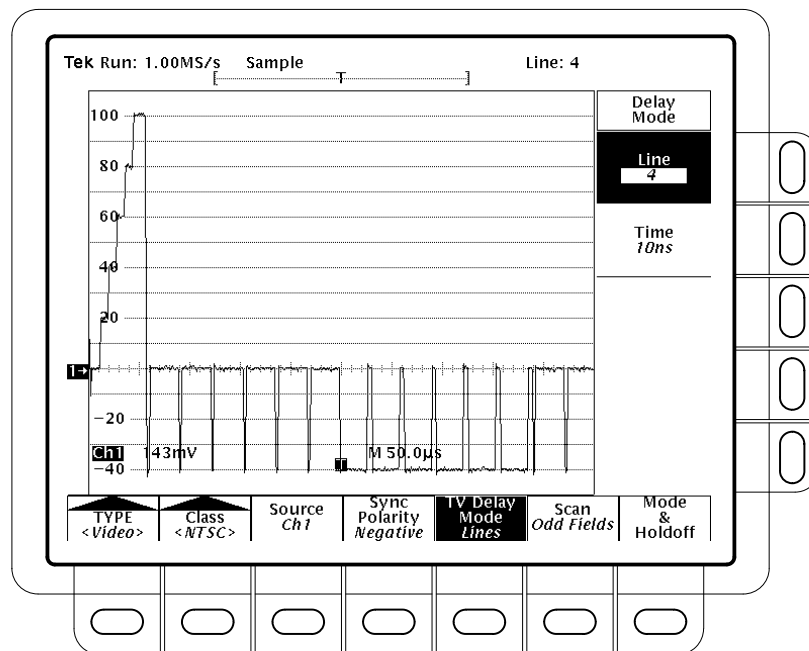 Tek Run: 1.00MS/s Sample Line: 4
[ T ]
Delay
Mode
Line
4
Time
10ns
100
80
60
40
20
1→
−20
Ch1 143mV M 50.0µs
−40
T
TYPE
<Video>
Class
<NTSC>
Source
Ch1
Sync
Polarity
Negative
TV Delay
Mode
Lines
Scan
Odd Fields
Mode
&
Holdoff